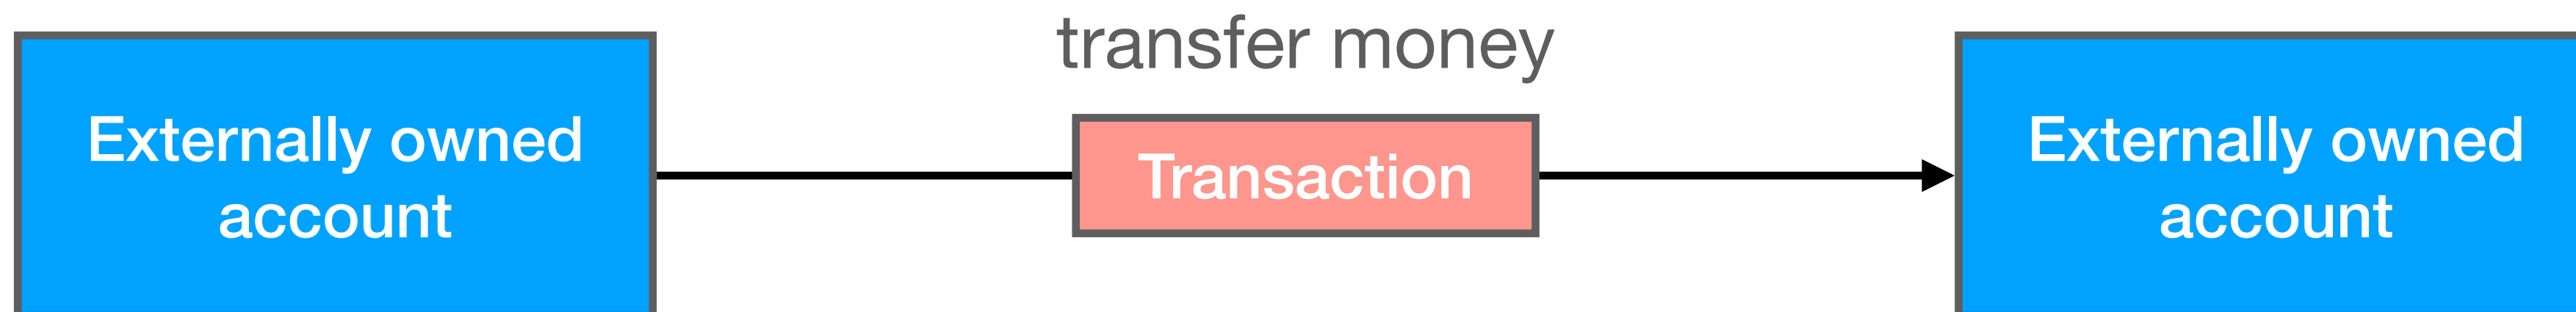 transfer money
Externally owned
account
Transaction
Externally owned
account